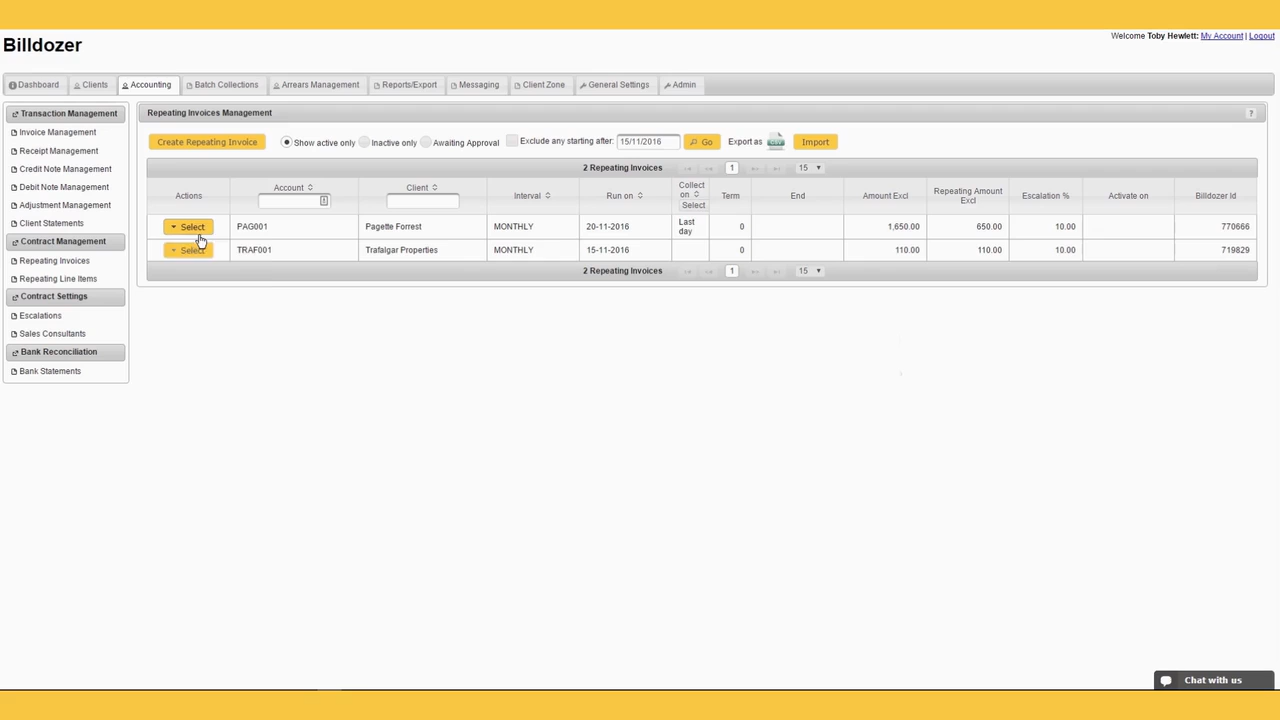 Billdozer
Welcome Toby Hewlett: My Account | Logout
Dashboard Clients Accounting Batch Collections Arrears Management Reports/Export Messaging Client Zone General Settings Admin
Transaction Management
Invoice Management
Receipt Management
Credit Note Management
Debit Note Management
Adjustment Management
Client Statements
Contract Management
Repeating Invoices
Repeating Line Items
Contract Settings
Escalations
Sales Consultants
Bank Reconciliation
Bank Statements
Repeating Invoices Management ?
Create Repeating Invoice Show active only Inactive only Awaiting Approval Exclude any starting after: 15/11/2016 Go Export as CSV Import
2 Repeating Invoices 1 15
Actions Account Client Interval Run on Collect on Select Term End Amount Excl Repeating Amount Excl Escalation % Activate on Billdozer Id
Select PAG001 Pagette Forrest MONTHLY 20-11-2016 Last day 0 1,650.00 650.00 10.00 770666
Select TRAF001 Trafalgar Properties MONTHLY 15-11-2016 0 110.00 110.00 10.00 719829
2 Repeating Invoices 1 15
Chat with us